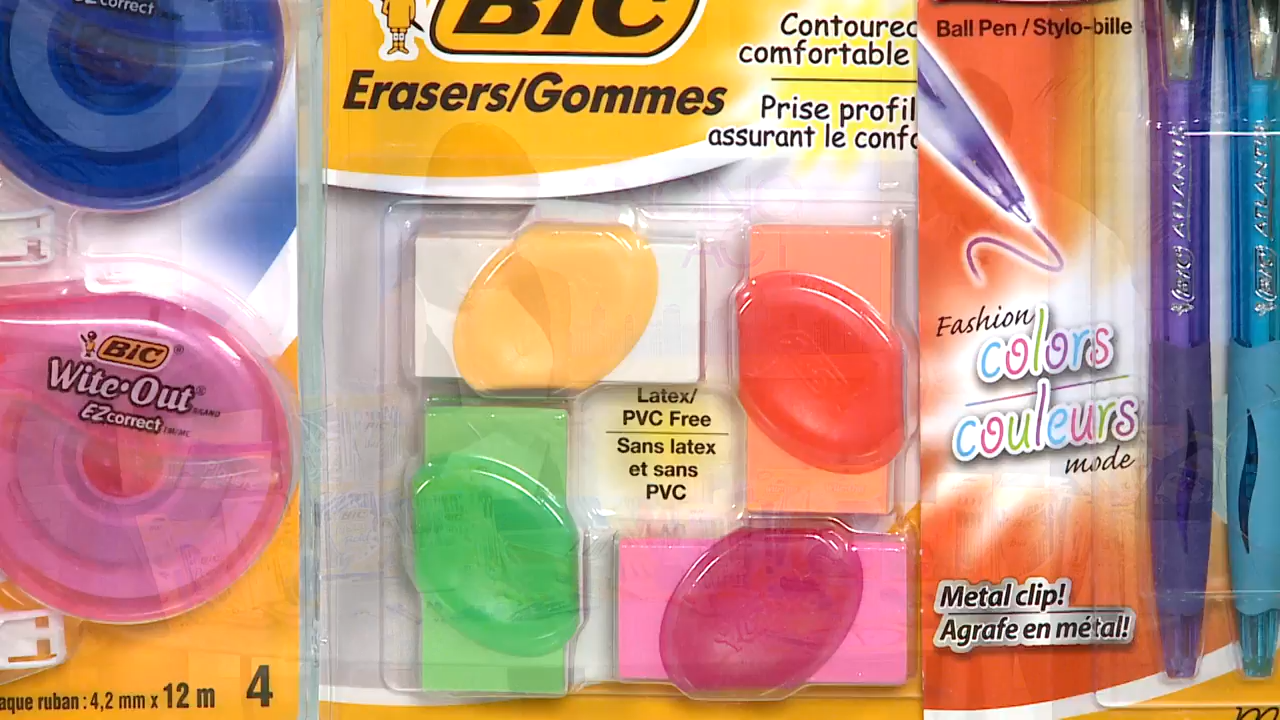 correct
BIC
Wite·Out
EZcorrect
ruban : 4,2 mm x 12 m
4
BIC
Erasers/Gommes
Contoured
comfortable
Prise profil
assurant le confo
Latex/
PVC Free
Sans latex
et sans
PVC
Ball Pen / Stylo-bille
Fashion
colors
couleurs
mode
Metal clip!
Agrafe en métal!
BIC ATLANTIS
BIC ATLANTIS